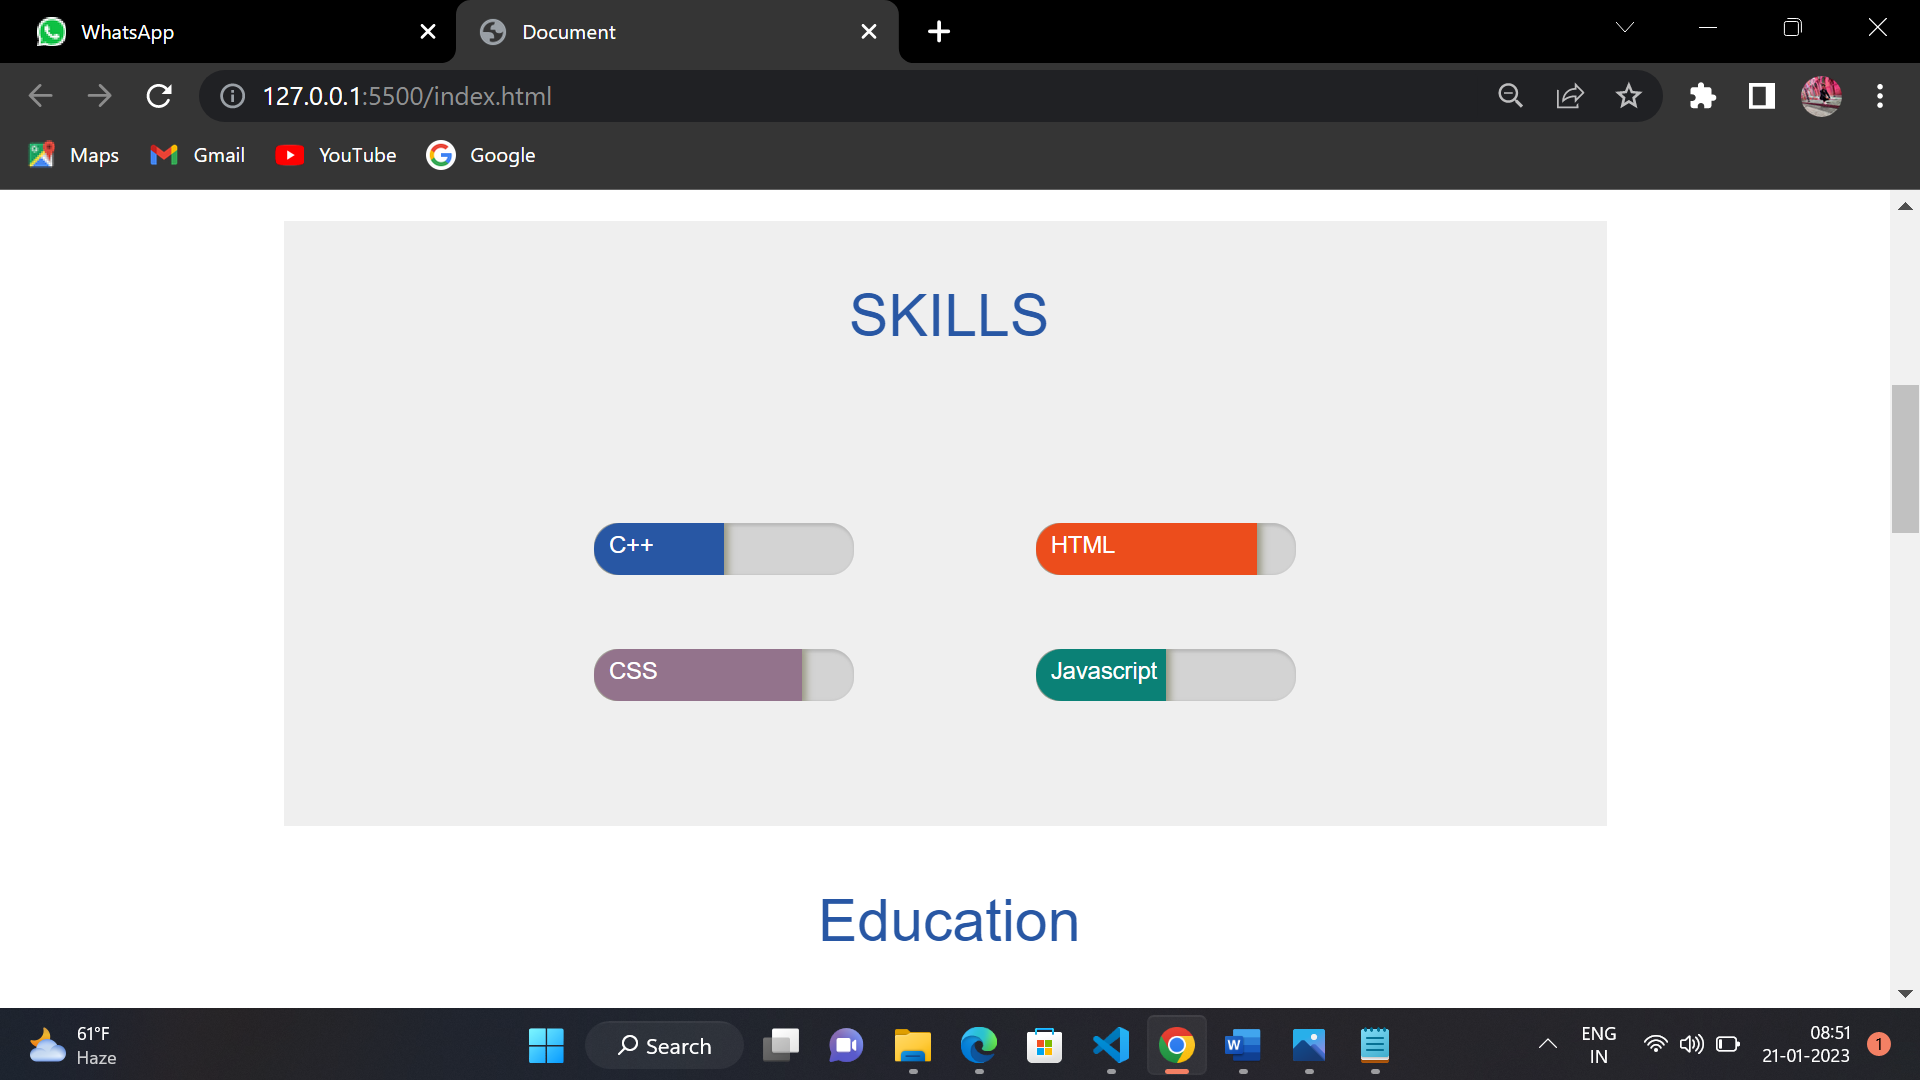 WhatsApp
Document
127.0.0.1:5500/index.html
Maps
Gmail
YouTube
Google
SKILLS
C++
HTML
CSS
Javascript
Education
61°F
Haze
Search
W
ENG
IN
08:51
21-01-2023
1